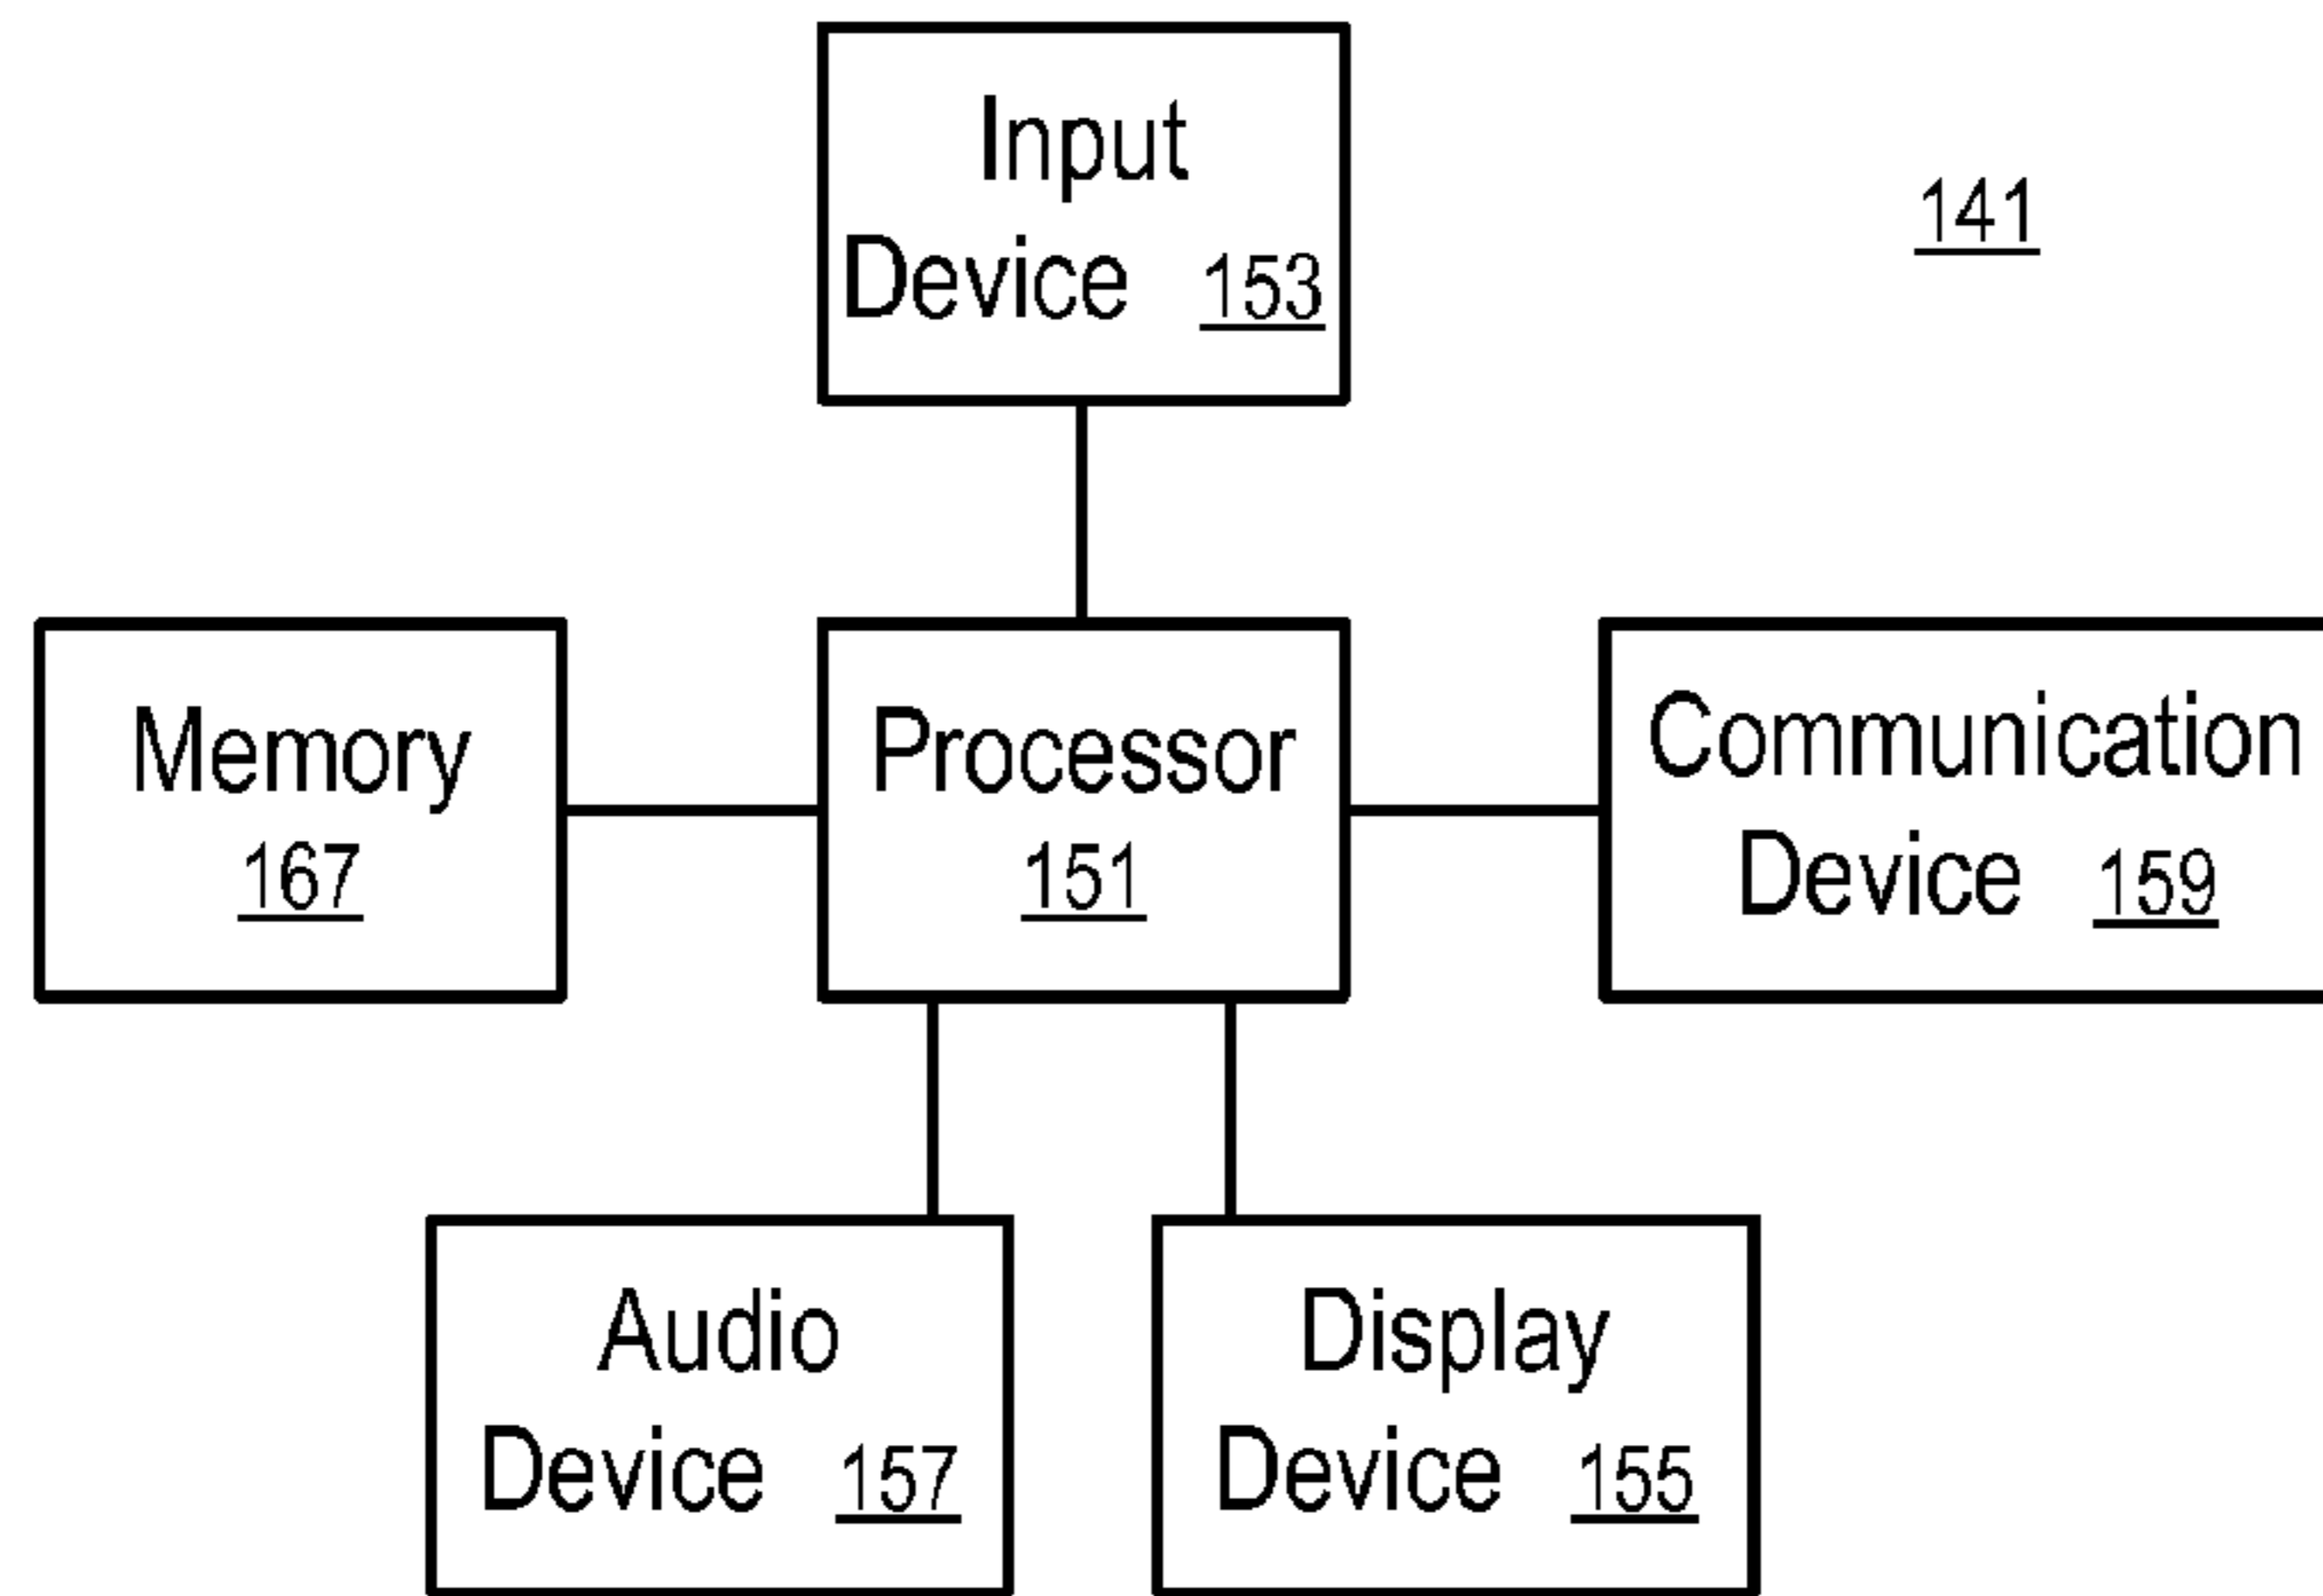 Input
Device 153
141
Memory
167
Processor
151
Communication
Device 159
Audio
Device 157
Display
Device 155